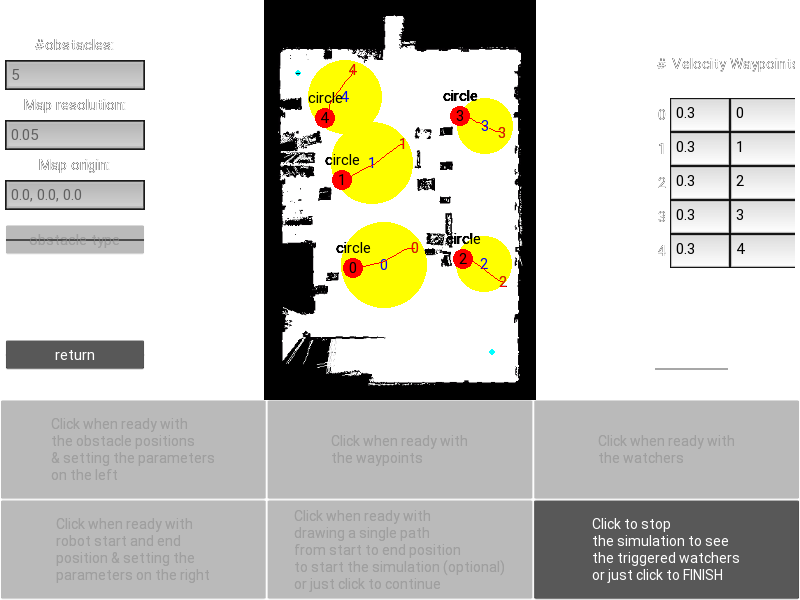 #obstacles:
5
Map resolution:
0.05
Map origin:
0.0, 0.0, 0.0
obstacle type
return
4
circle
4
4
circle
3
3
3
circle
1
1
1
circle
0
0
0
circle
2
2
2
# Velocity Waypoints
0 0.3 0
1 0.3 1
2 0.3 2
3 0.3 3
4 0.3 4
Click when ready with
the obstacle positions
& setting the parameters
on the left
Click when ready with
the waypoints
Click when ready with
the watchers
Click when ready with
robot start and end
position & setting the
parameters on the right
Click when ready with
drawing a single path
from start to end position
to start the simulation (optional)
or just click to continue
Click to stop
the simulation to see
the triggered watchers
or just click to FINISH